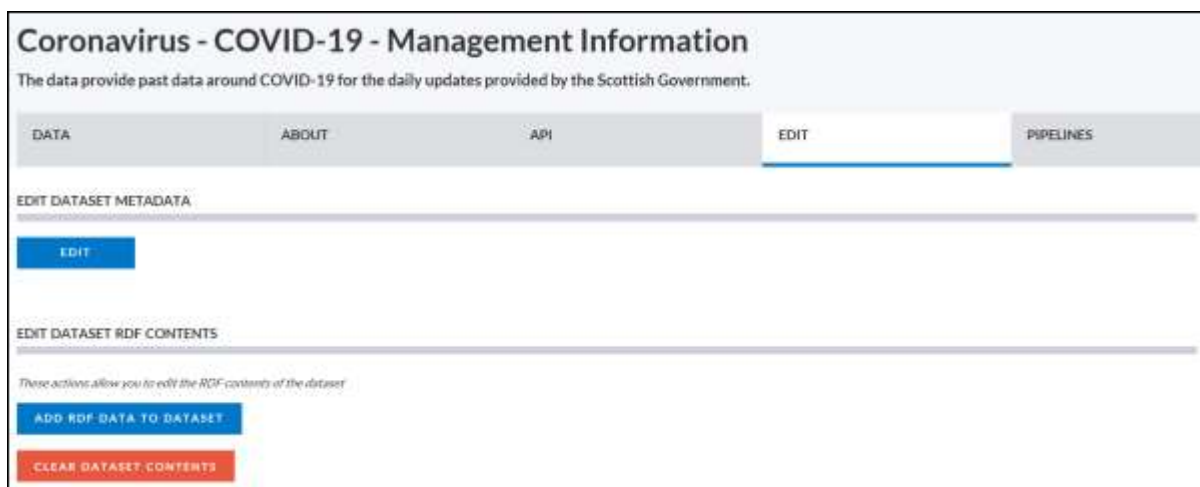 Coronavirus - COVID-19 - Management Information
The data provide past data around COVID-19 for the daily updates provided by the Scottish Government.
DATA ABOUT API EDIT PIPELINES
EDIT DATASET METADATA
EDIT
EDIT DATASET RDF CONTENTS
These actions allow you to edit the RDF contents of the dataset
ADD RDF DATA TO DATASET
CLEAR DATASET CONTENTS